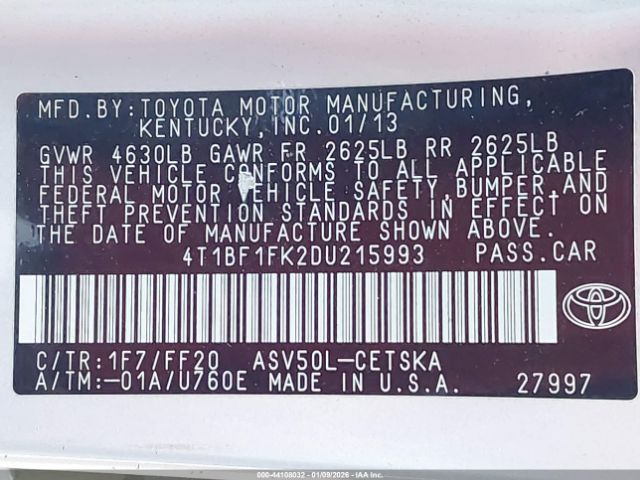 MFD.BY:TOYOTA MOTOR MANUFACTURING,
KENTUCKY,INC.01/13
GVWR 4630LB GAWR FR 2625LB RR 2625LB
THIS VEHICLE CONFORMS TO ALL APPLICABLE
FEDERAL MOTOR VEHICLE SAFETY,BUMPER,AND
THEFT PREVENTION STANDARDS IN EFFECT ON
THE DATE OF MANUFACTURE SHOWN ABOVE.
4T1BF1FK2DU215993 PASS.CAR
C/TR:1F7/FF20 ASV50L-CETSKA
A/TM:-01A/U760E MADE IN U.S.A. 27997
000-44108032 - 01/09/2026 - IAA Inc.